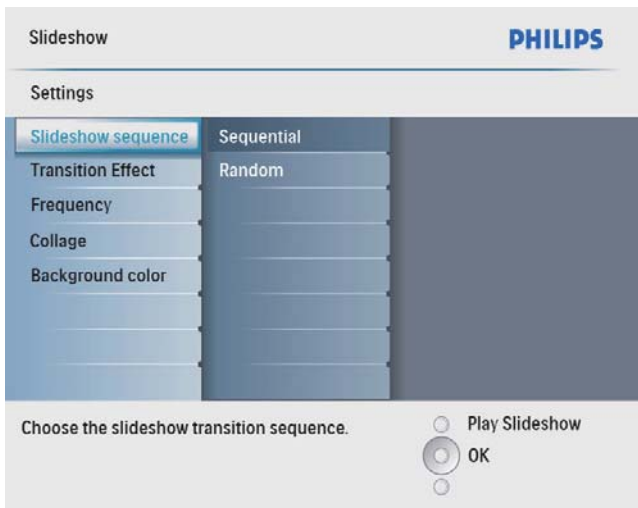 Slideshow
PHILIPS
Settings
Slideshow sequence
Sequential
Transition Effect
Random
Frequency
Collage
Background color
Choose the slideshow transition sequence.
Play Slideshow
OK